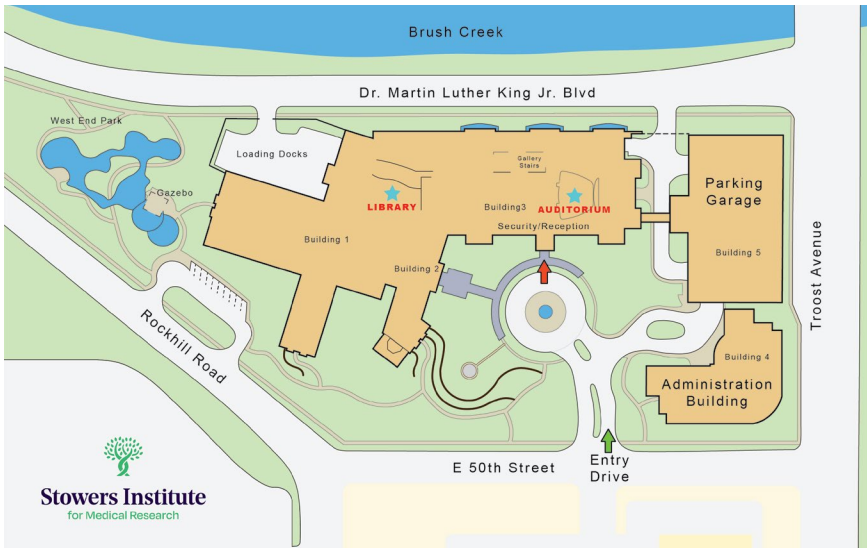 Brush Creek
Dr. Martin Luther King Jr. Blvd
West End Park
Loading Docks
Gallery
Stairs
Gazebo
Parking
Garage
LIBRARY
Building3
AUDITORIUM
Security/Reception
Building 1
Building 5
Building 2
Troost Avenue
Rockhill Road
Building 4
Administration
Building
Stowers Institute
for Medical Research
E 50th Street
Entry
Drive